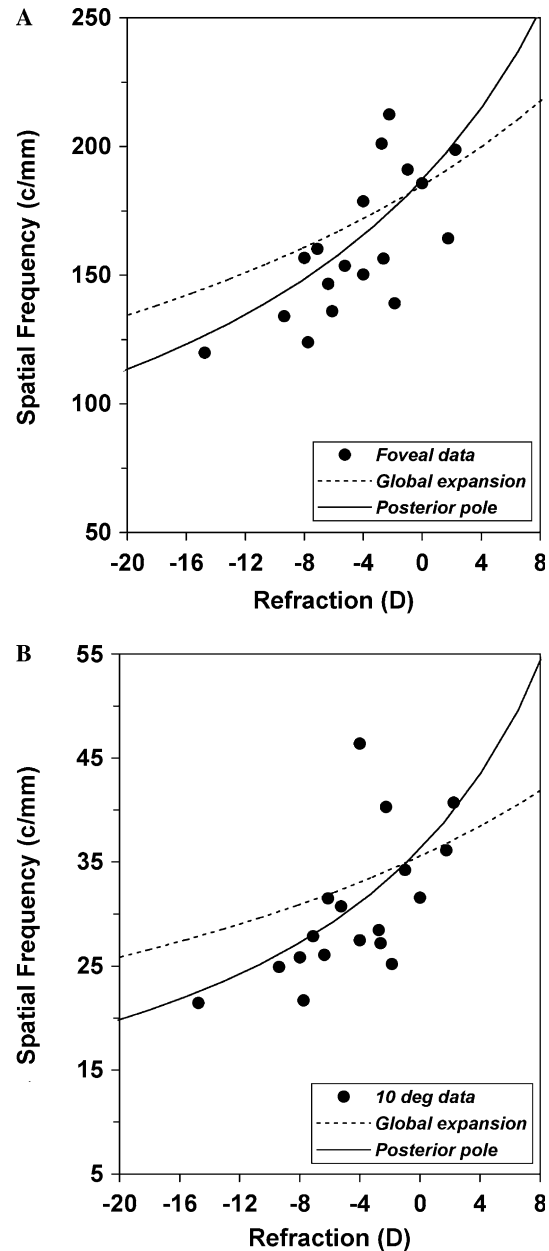 A
250
200
150
100
50
Spatial Frequency (c/mm)
Foveal data
Global expansion
Posterior pole
-20 -16 -12 -8 -4 0 4 8
Refraction (D)
B
55
45
35
25
15
5
Spatial Frequency (c/mm)
10 deg data
Global expansion
Posterior pole
-20 -16 -12 -8 -4 0 4 8
Refraction (D)